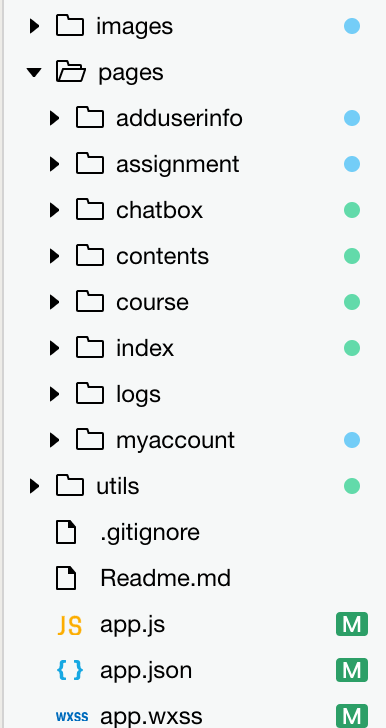 images
pages
adduserinfo
assignment
chatbox
contents
course
index
logs
myaccount
utils
.gitignore
Readme.md
JS app.js M
{ } app.json M
wxss app.wxss M